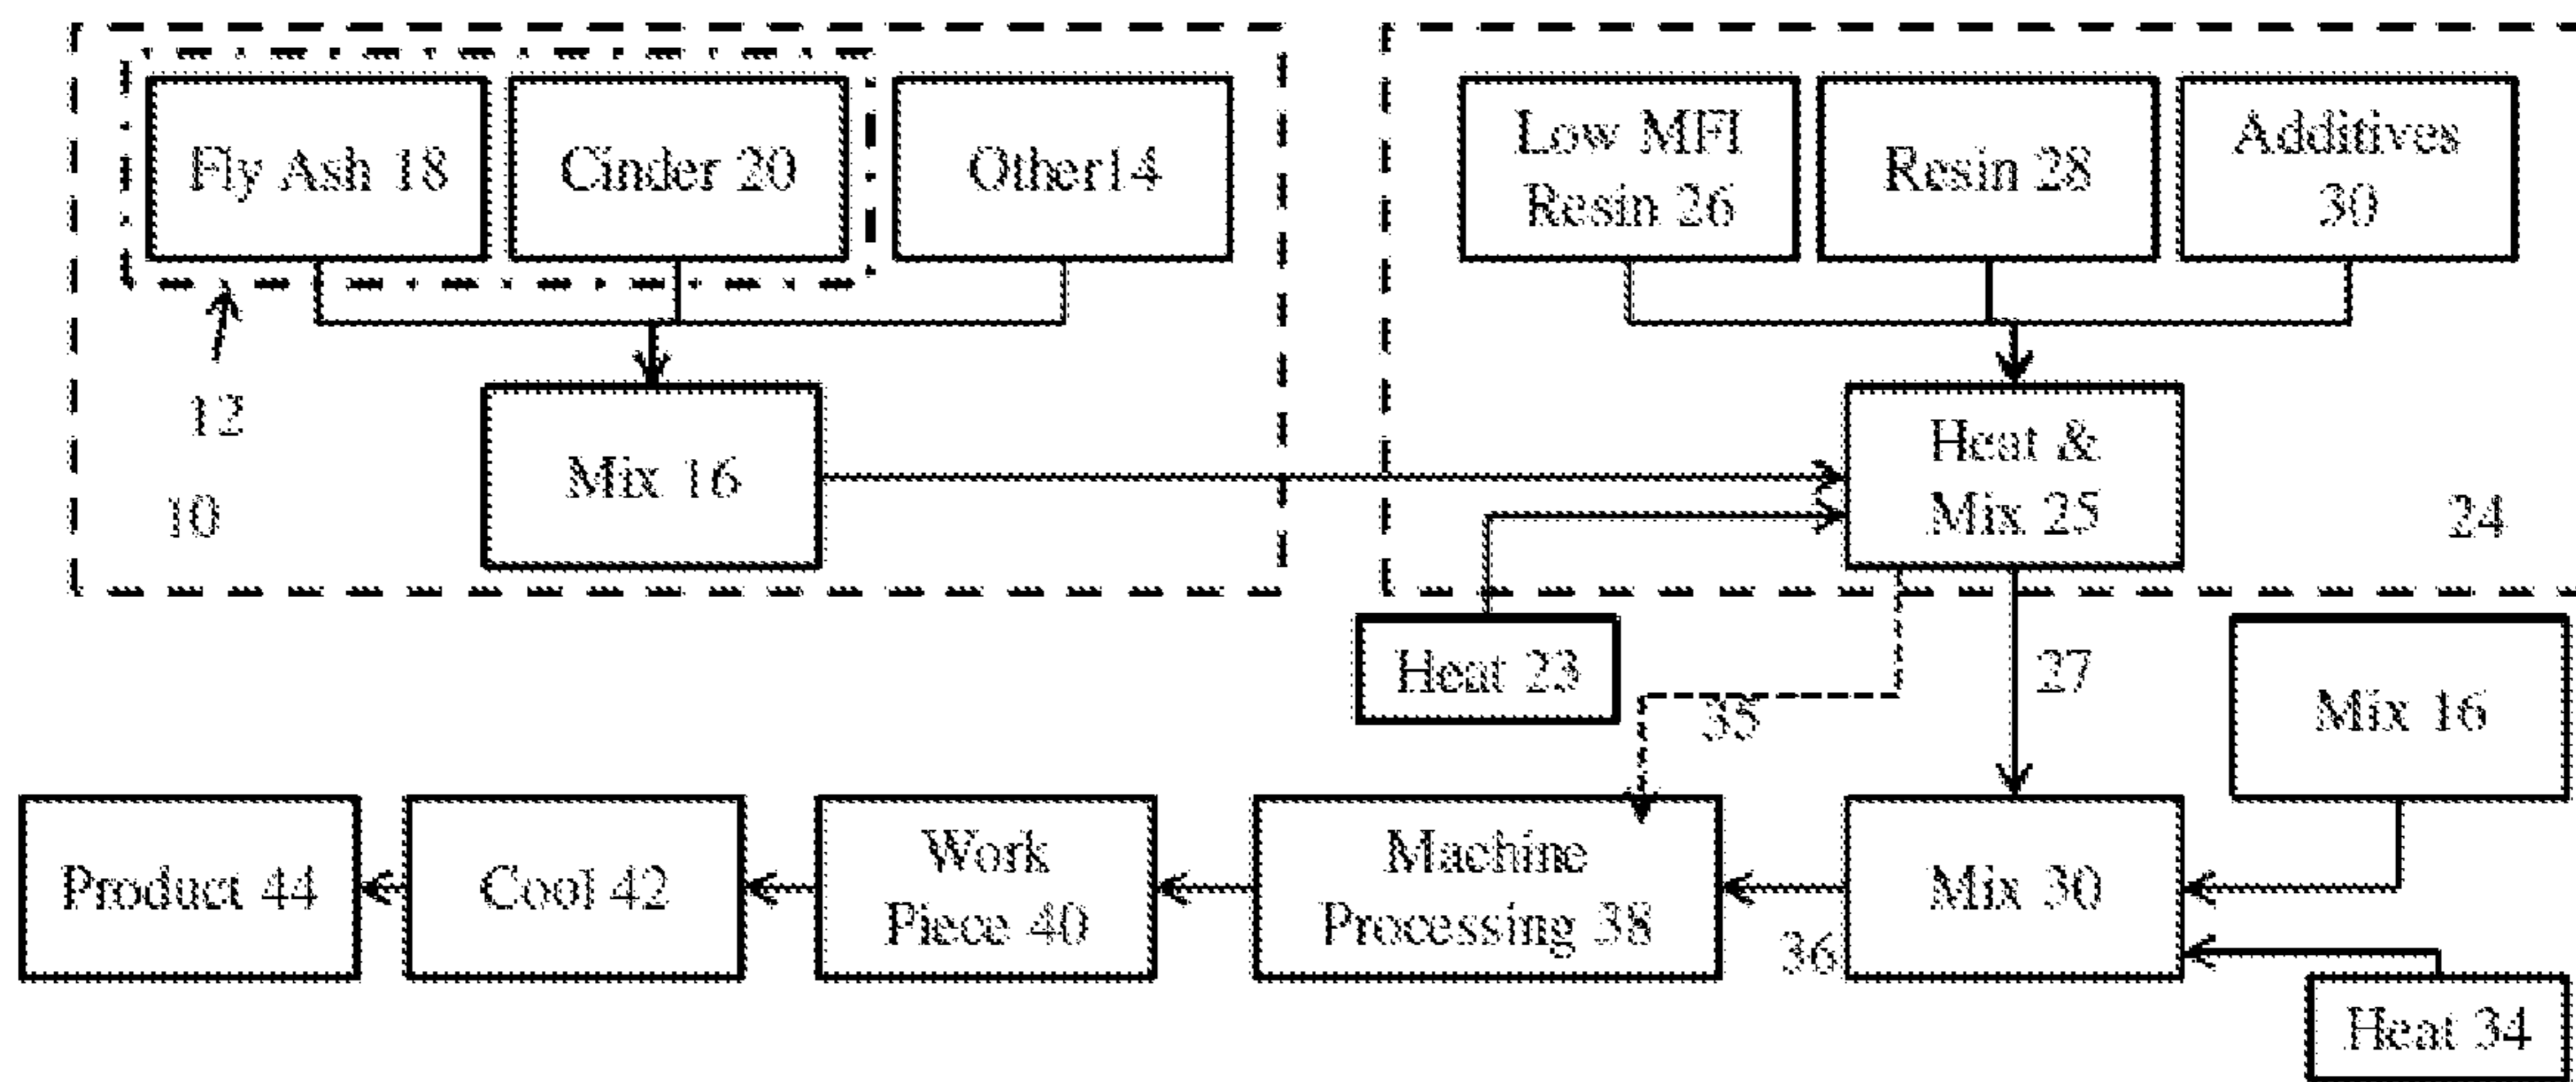 Fly Ash 18
Cinder 20
Other14
Low MFI
Resin 26
Resin 28
Additives
30
12
10
Mix 16
Heat &
Mix 25
24
Heat 23
35
27
Mix 16
Product 44
Cool 42
Work
Piece 40
Machine
Processing 38
36
Mix 30
Heat 34